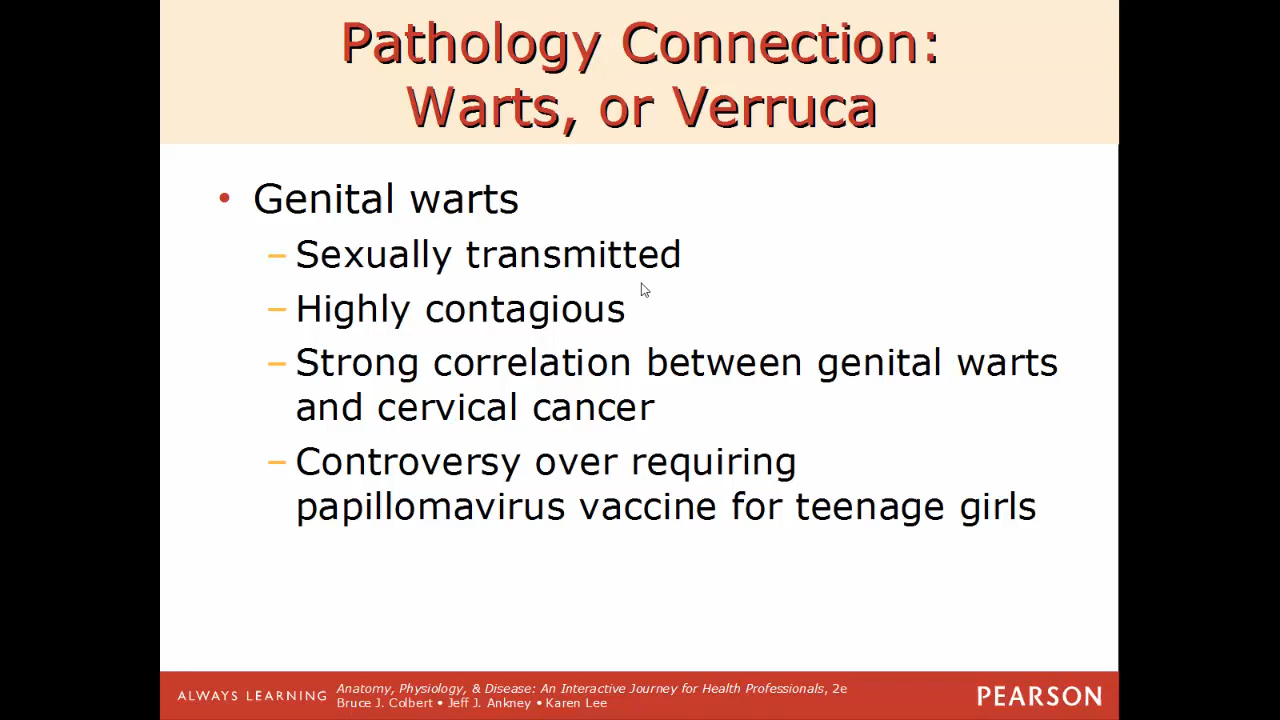 Pathology Connection:
Warts, or Verruca
• Genital warts
– Sexually transmitted
– Highly contagious
– Strong correlation between genital warts
and cervical cancer
– Controversy over requiring
papillomavirus vaccine for teenage girls
ALWAYS LEARNING
Anatomy, Physiology, & Disease: An Interactive Journey for Health Professionals, 2e
Bruce J. Colbert • Jeff J. Ankney • Karen Lee
PEARSON